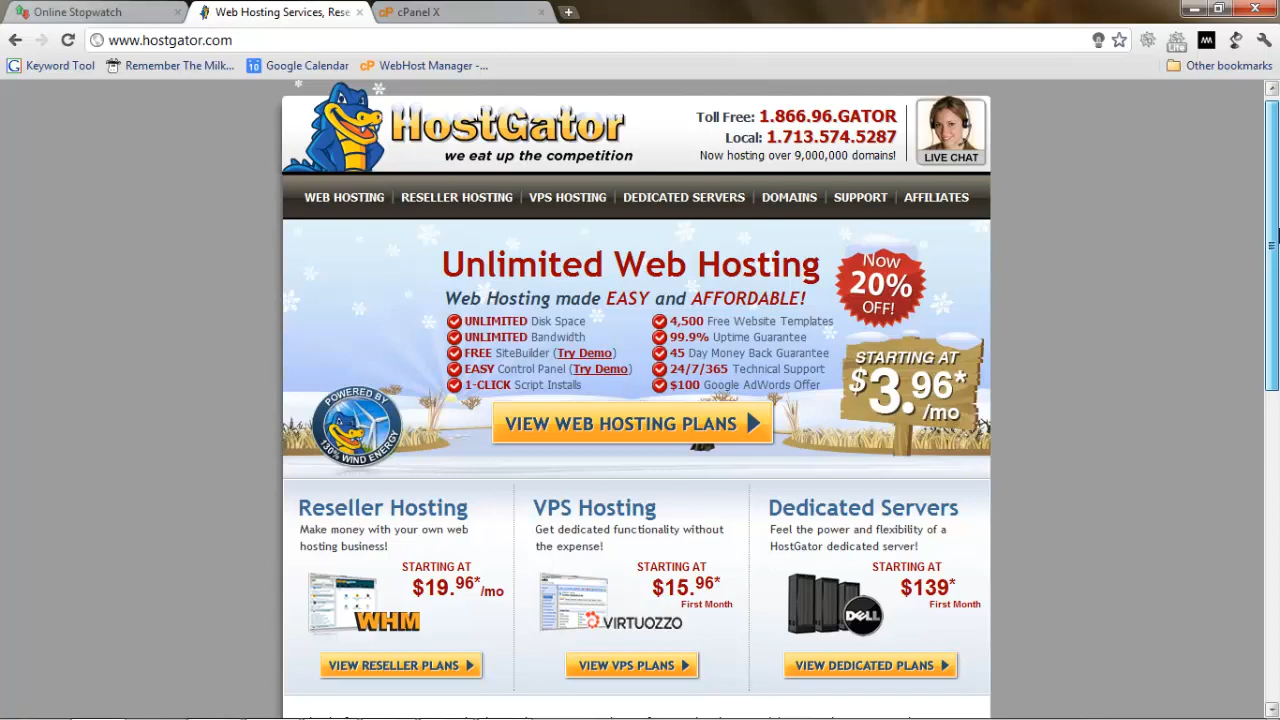 Online Stopwatch
Web Hosting Services, Rese
cPanel X
www.hostgator.com
Keyword Tool
Remember The Milk...
10
Google Calendar
cP
WebHost Manager -...
Lite
Other bookmarks
HostGator
we eat up the competition
Toll Free: 1.866.96.GATOR
Local: 1.713.574.5287
Now hosting over 9,000,000 domains!
LIVE CHAT
WEB HOSTING | RESELLER HOSTING | VPS HOSTING | DEDICATED SERVERS | DOMAINS | SUPPORT | AFFILIATES
Unlimited Web Hosting
Web Hosting made EASY and AFFORDABLE!
UNLIMITED Disk Space
UNLIMITED Bandwidth
FREE SiteBuilder (Try Demo)
EASY Control Panel (Try Demo)
1-CLICK Script Installs
4,500 Free Website Templates
99.9% Uptime Guarantee
45 Day Money Back Guarantee
24/7/365 Technical Support
$100 Google AdWords Offer
NOW
20%
OFF!
STARTING AT
$3.96*
/mo
POWERED BY
130% WIND ENERGY
VIEW WEB HOSTING PLANS
Reseller Hosting
Make money with your own web
hosting business!
STARTING AT
$19.96*/mo
WHM
VIEW RESELLER PLANS
VPS Hosting
Get dedicated functionality without
the expense!
STARTING AT
$15.96*
First Month
VIRTUOZZO
VIEW VPS PLANS
Dedicated Servers
Feel the power and flexibility of a
HostGator dedicated server!
STARTING AT
$139*
First Month
DELL
VIEW DEDICATED PLANS